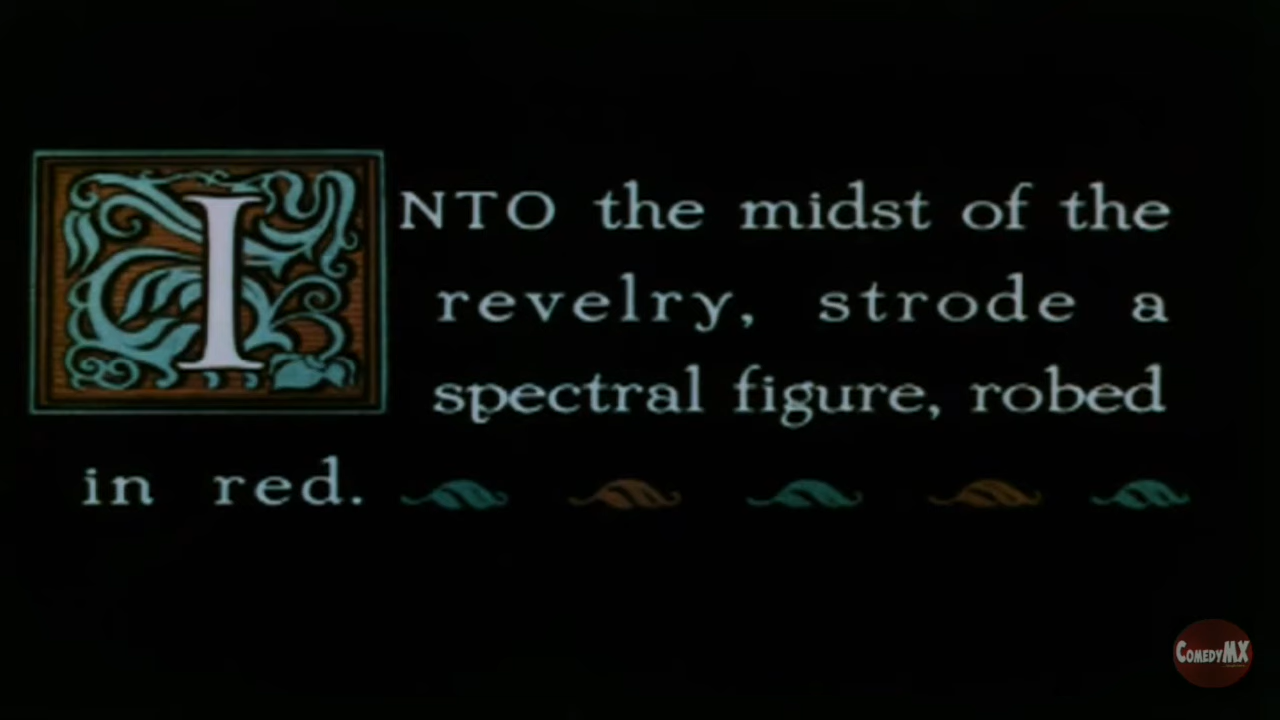 INTO the midst of the
revelry, strode a
spectral figure, robed
in red.
COMEDYMX